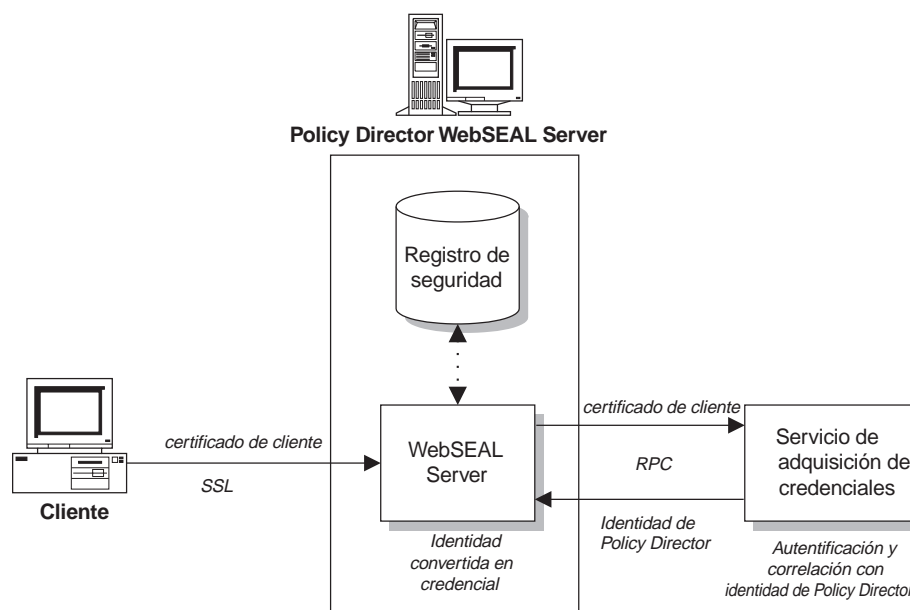 Policy Director WebSEAL Server
Registro de
seguridad
certificado de cliente
SSL
Cliente
WebSEAL
Server
Identidad
convertida en
credencial
certificado de cliente
RPC
Identidad de
Policy Director
Servicio de
adquisición de
credenciales
Autentificación y
correlación con
identidad de Policy Director